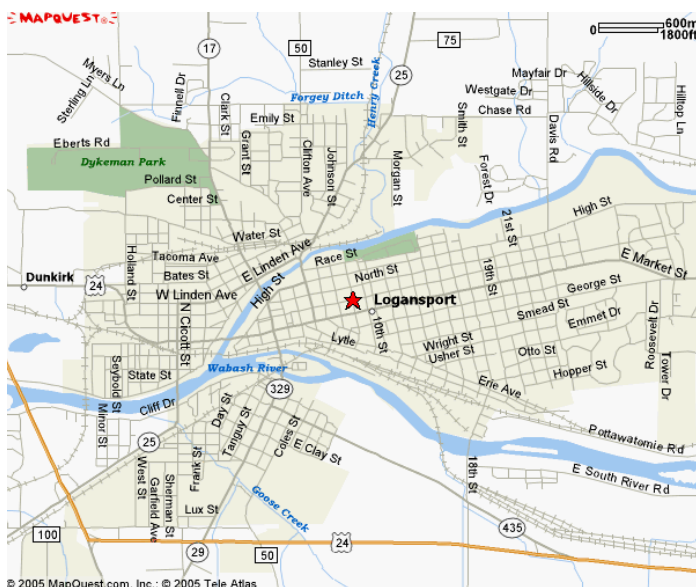 MAPQUEST®
600m
1800ft
17
50
75
Stanley St
Mayfair Dr
Myers Ln
25
Westgate Dr
Hillside Dr
Sterling Ln
Finnell Dr
Forgey Ditch
Henry Creek
Chase Rd
Hilltop Ln
Clark St
Emily St
Smith St
Davis Rd
Eberts Rd
Grant St
Clifton Ave
Johnson St
Dykeman Park
Morgan St
Forest Dr
Pollard St
Center St
21st St
High St
Water St
E Linden Ave
Race St
Tacoma Ave
Holland St
Bates St
North St
19th St
E Market St
Dunkirk
24
W Linden Ave
High St
Logansport
George St
N Cicott St
10th St
Smead St
Emmet Dr
Roosevelt Dr
Lytle
Wright St
Usher St
Otto St
Tower Dr
Seybold St
State St
Wabash River
Hopper St
329
Erie Ave
Cliff Dr
Minor St
Day St
Tanguy St
Coles St
Pottawatomie Rd
25
E Clay St
18th St
West St
Frank St
E South River Rd
Garfield Ave
Sherman St
Lux St
Goose Creek
435
100
24
29
50
© 2005 MapQuest.com, Inc.; © 2005 Tele Atlas